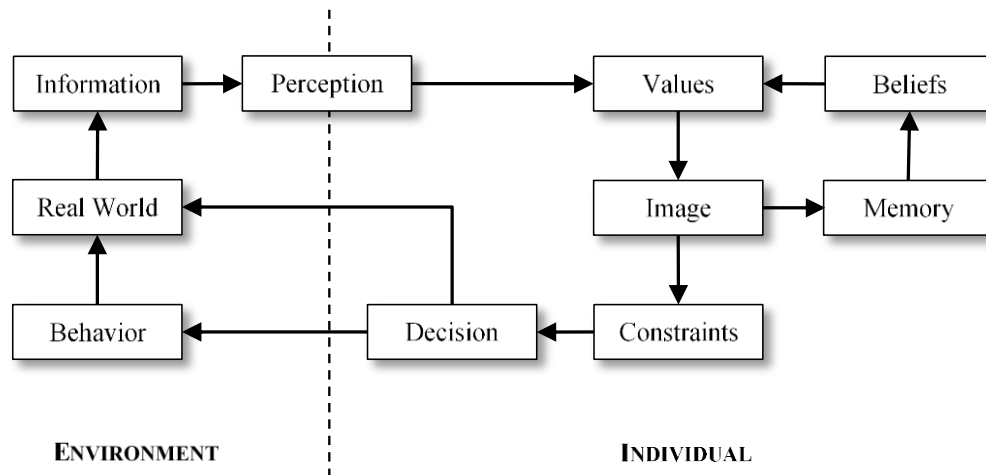 Information
Perception
Values
Beliefs
Real World
Image
Memory
Behavior
Decision
Constraints
ENVIRONMENT
INDIVIDUAL